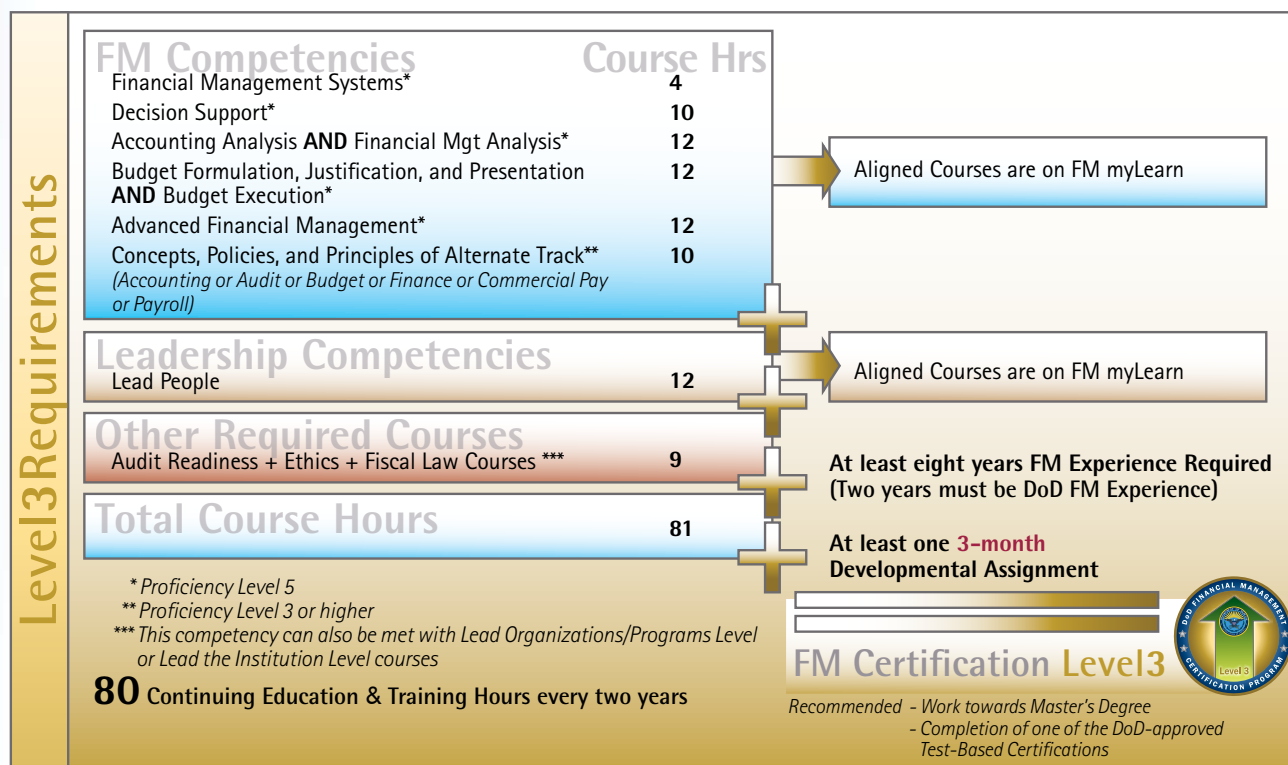 Level3Requirements
FM Competencies Course Hrs
Financial Management Systems* 4
Decision Support* 10
Accounting Analysis AND Financial Mgt Analysis* 12
Budget Formulation, Justification, and Presentation 12
AND Budget Execution*
Advanced Financial Management* 12
Concepts, Policies, and Principles of Alternate Track** 10
(Accounting or Audit or Budget or Finance or Commercial Pay
or Payroll)
Aligned Courses are on FM myLearn
Leadership Competencies
Lead People 12
Aligned Courses are on FM myLearn
Other Required Courses
Audit Readiness + Ethics + Fiscal Law Courses *** 9
Total Course Hours 81
* Proficiency Level 5
** Proficiency Level 3 or higher
*** This competency can also be met with Lead Organizations/Programs Level
or Lead the Institution Level courses
80 Continuing Education & Training Hours every two years
At least eight years FM Experience Required
(Two years must be DoD FM Experience)
At least one 3-month
Developmental Assignment
FM Certification Level3
DoD FINANCIAL MANAGEMENT
Level 3
CERTIFICATION PROGRAM
Recommended - Work towards Master's Degree
- Completion of one of the DoD-approved
Test-Based Certifications